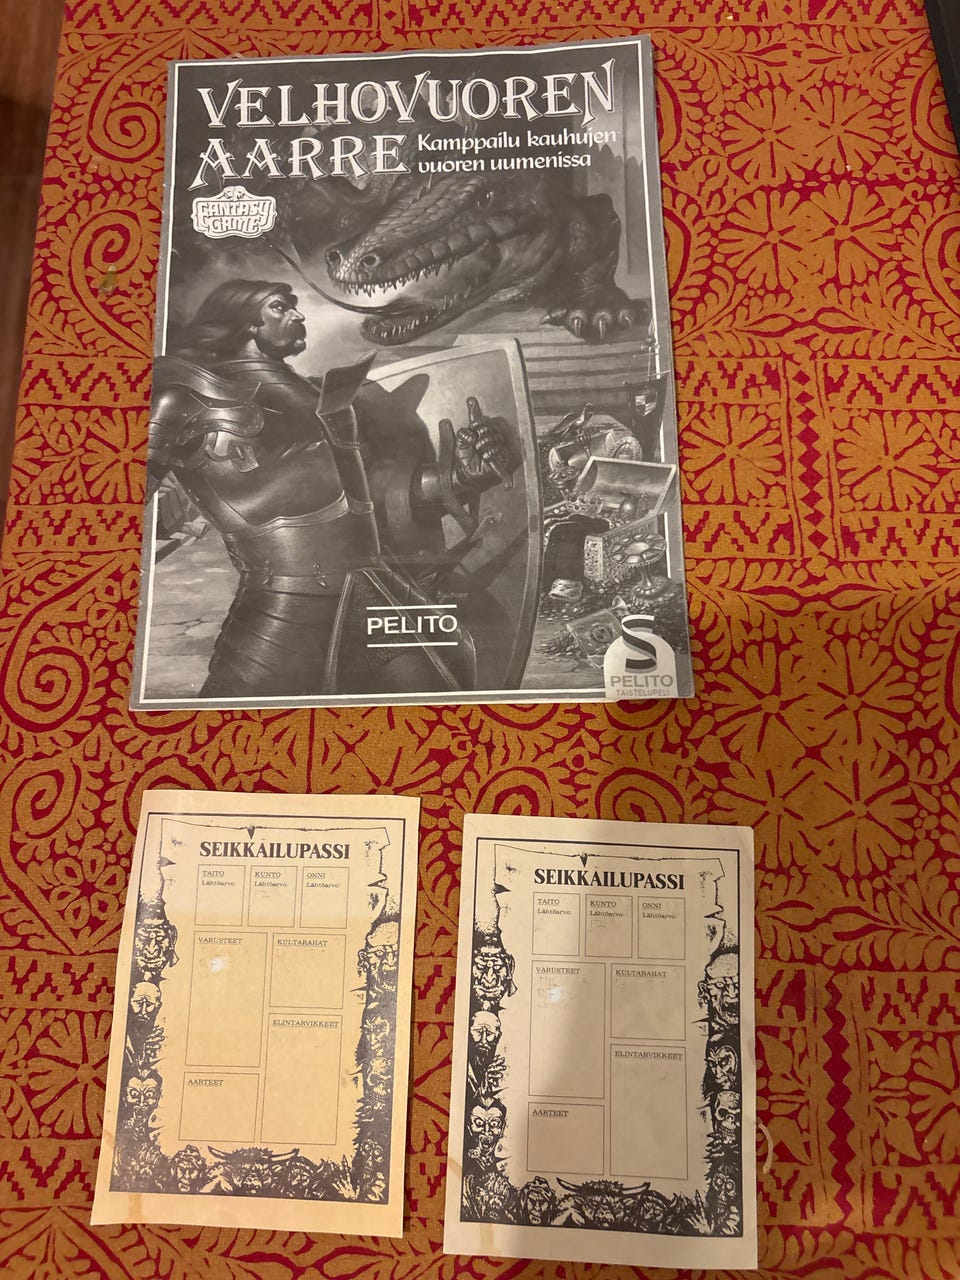 VELHOVUOREN
AARRE Kamppailu kauhujen
vuoren uumenissa
FANTASY
GAME
PELITO
S
PELITO
TAISTELUPELI
SEIKKAILUPASSI
TAITO KUNTO ONNI
Lähtöarvo: Lähtöarvo: Lähtöarvo:
VARUSTEET KULTARAHAT
ELINTARVIKKEET
AARTEET
SEIKKAILUPASSI
TAITO KUNTO ONNI
Lähtöarvo: Lähtöarvo: Lähtöarvo:
VARUSTEET KULTARAHAT
ELINTARVIKKEET
AARTEET